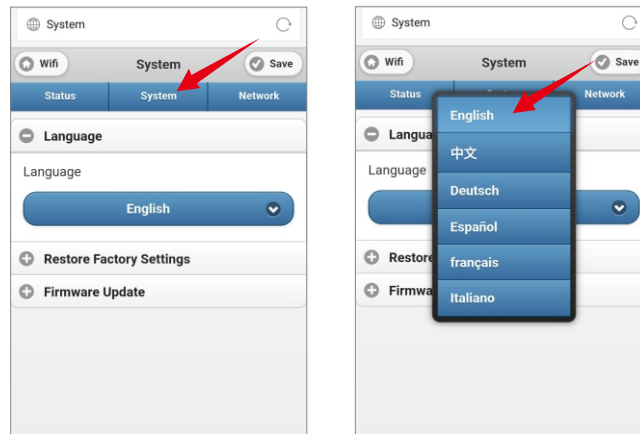 System
Wifi
System
Save
Status
System
Network
Language
Language
English
Restore Factory Settings
Firmware Update
System
Wifi
System
Save
Status
Network
Langua
Language
English
中文
Deutsch
Español
français
Italiano
Restore
Firmwa